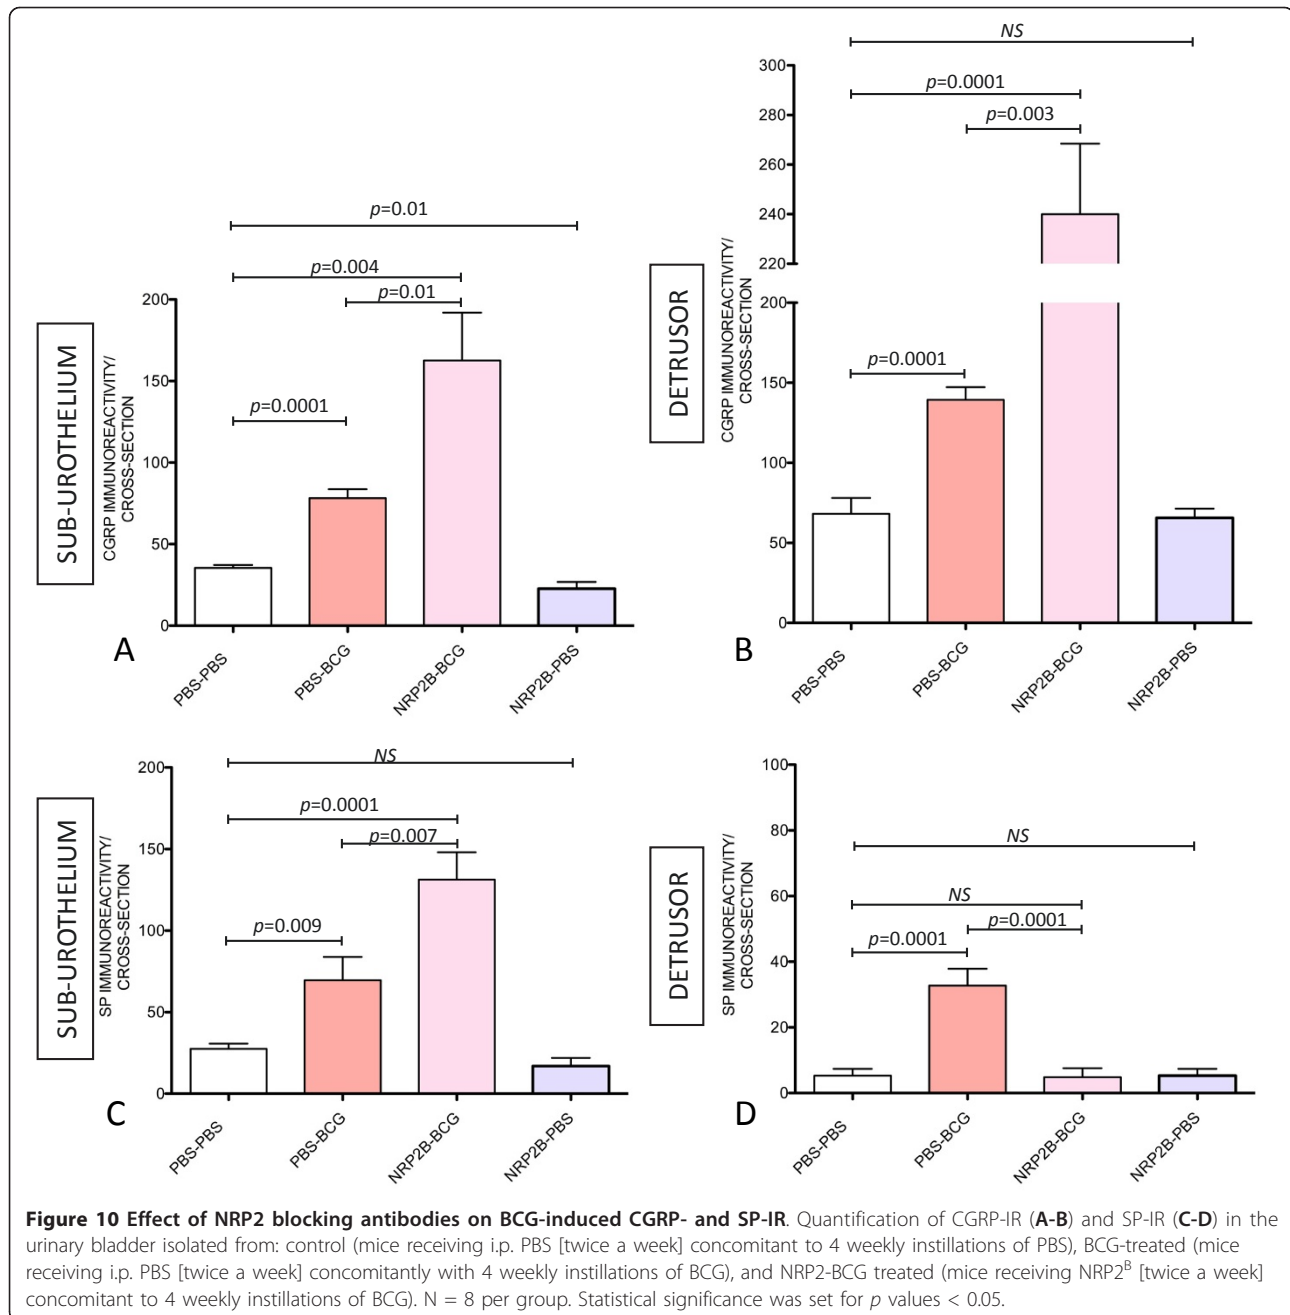 NS
p=0.0001
p=0.003
300
280
260
240
220
200
150
100
50
0
p=0.0001
DETRUSOR
CGRP IMMUNOREACTIVITY/
CROSS-SECTION
B
PBS-PBS
PBS-BCG
NRP2B-BCG
NRP2B-PBS
p=0.01
p=0.004
p=0.01
p=0.0001
200
150
100
50
0
SUB-UROTHELIUM
CGRP IMMUNOREACTIVITY/
CROSS-SECTION
A
PBS-PBS
PBS-BCG
NRP2B-BCG
NRP2B-PBS
NS
p=0.0001
p=0.007
p=0.009
200
150
100
50
0
SUB-UROTHELIUM
SP IMMUNOREACTIVITY/
CROSS-SECTION
C
PBS-PBS
PBS-BCG
NRP2B-BCG
NRP2B-PBS
NS
NS
p=0.0001
p=0.0001
100
80
60
40
20
0
DETRUSOR
SP IMMUNOREACTIVITY/
CROSS-SECTION
D
PBS-PBS
PBS-BCG
NRP2B-BCG
NRP2B-PBS
Figure 10 Effect of NRP2 blocking antibodies on BCG-induced CGRP- and SP-IR. Quantification of CGRP-IR (A-B) and SP-IR (C-D) in the
urinary bladder isolated from: control (mice receiving i.p. PBS [twice a week] concomitant to 4 weekly instillations of PBS), BCG-treated (mice
receiving i.p. PBS [twice a week] concomitantly with 4 weekly instillations of BCG), and NRP2-BCG treated (mice receiving NRP2ᴮ [twice a week]
concomitant to 4 weekly instillations of BCG). N = 8 per group. Statistical significance was set for p values < 0.05.